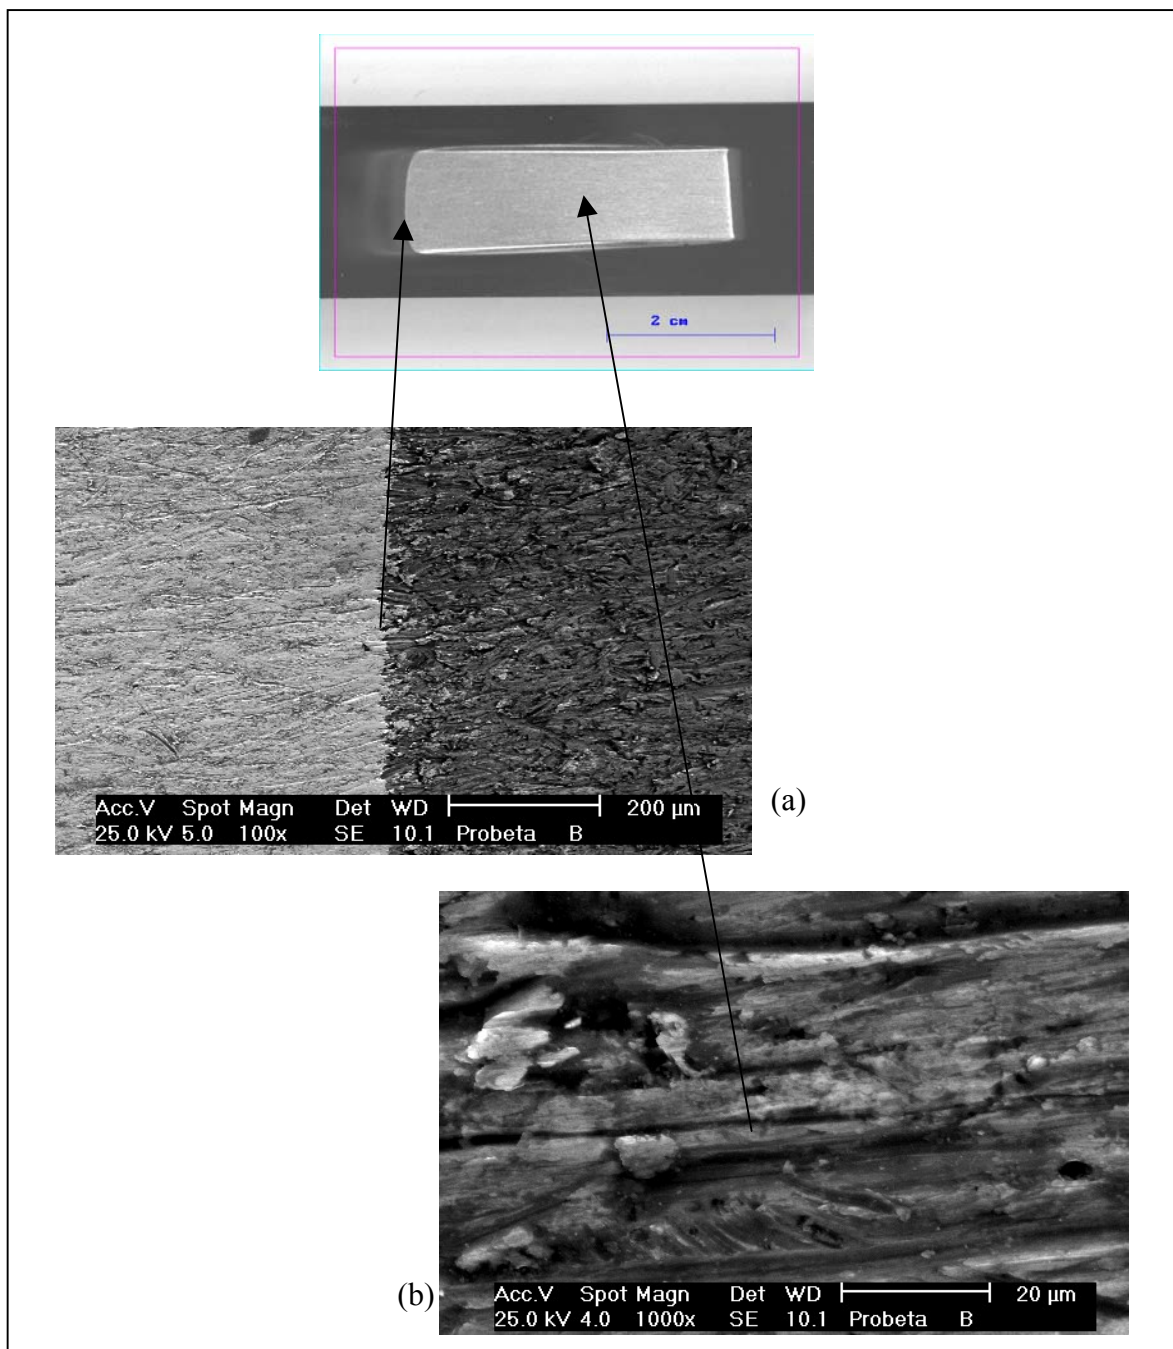 2 cm
Acc.V Spot Magn Det WD 200 µm
25.0 kV 5.0 100x SE 10.1 Probeta B
(a)
Acc.V Spot Magn Det WD 20 µm
25.0 kV 4.0 1000x SE 10.1 Probeta B
(b)